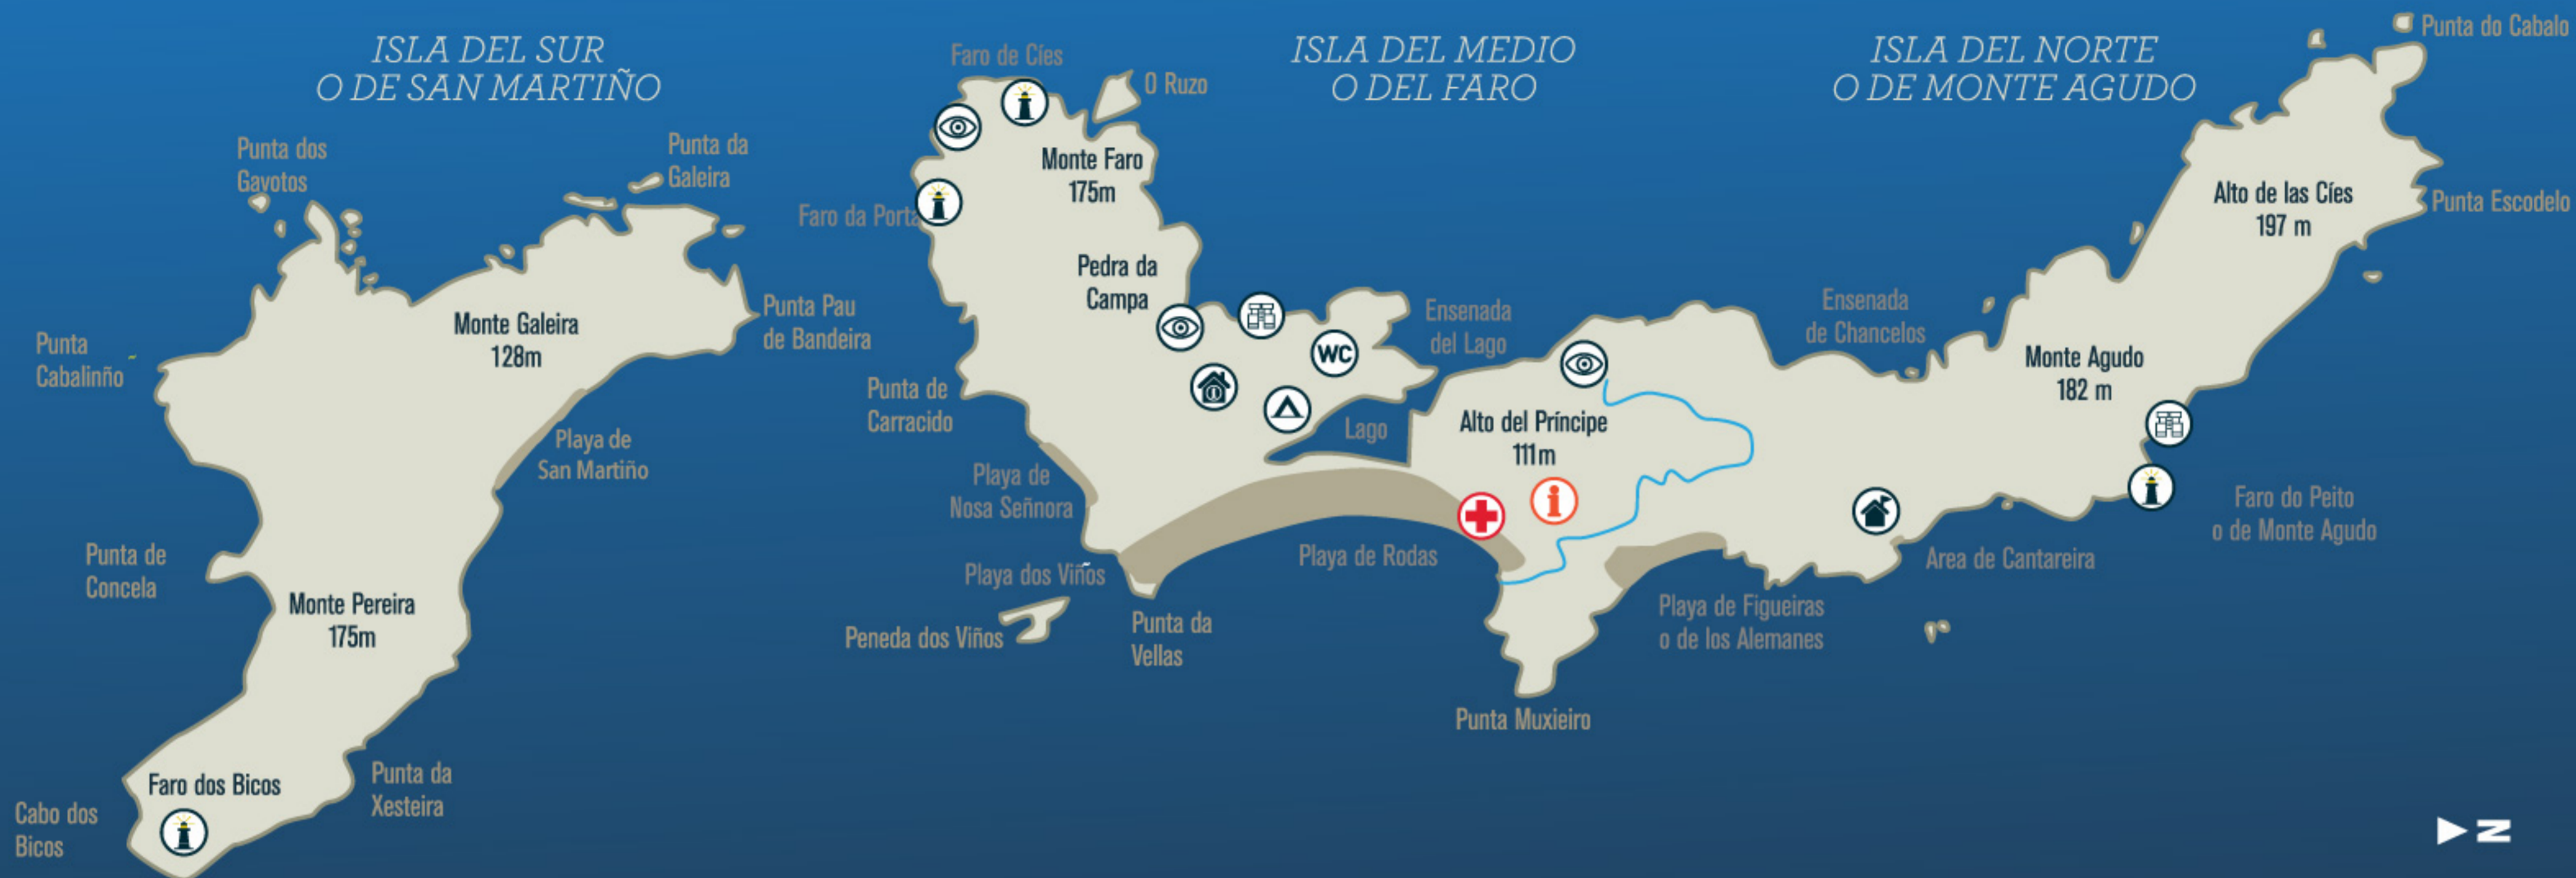 ISLA DEL SUR
O DE SAN MARTIÑO
Punta dos
Gavotos
Punta da
Galeira
Punta
Cabalinño
Monte Galeira
128m
Punta Pau
de Bandeira
Playa de
San Martiño
Punta de
Concela
Monte Pereira
175m
Faro dos Bicos
Punta da
Xesteira
Cabo dos
Bicos
ISLA DEL MEDIO
O DEL FARO
Faro de Cíes
O Ruzo
Monte Faro
175m
Faro da Porta
Pedra da
Campa
WC
Ensenada
del Lago
Punta de
Carracido
Lago
Playa de
Nosa Señnora
Playa dos Viños
Peneda dos Viños
Punta da
Vellas
Playa de Rodas
ISLA DEL NORTE
O DE MONTE AGUDO
Punta do Cabalo
Alto de las Cíes
197 m
Punta Escodelo
Ensenada
de Chancelos
Monte Agudo
182 m
Alto del Príncipe
111m
i
Faro do Peito
o de Monte Agudo
Area de Cantareira
Playa de Figueiras
o de los Alemanes
Punta Muxieiro
N